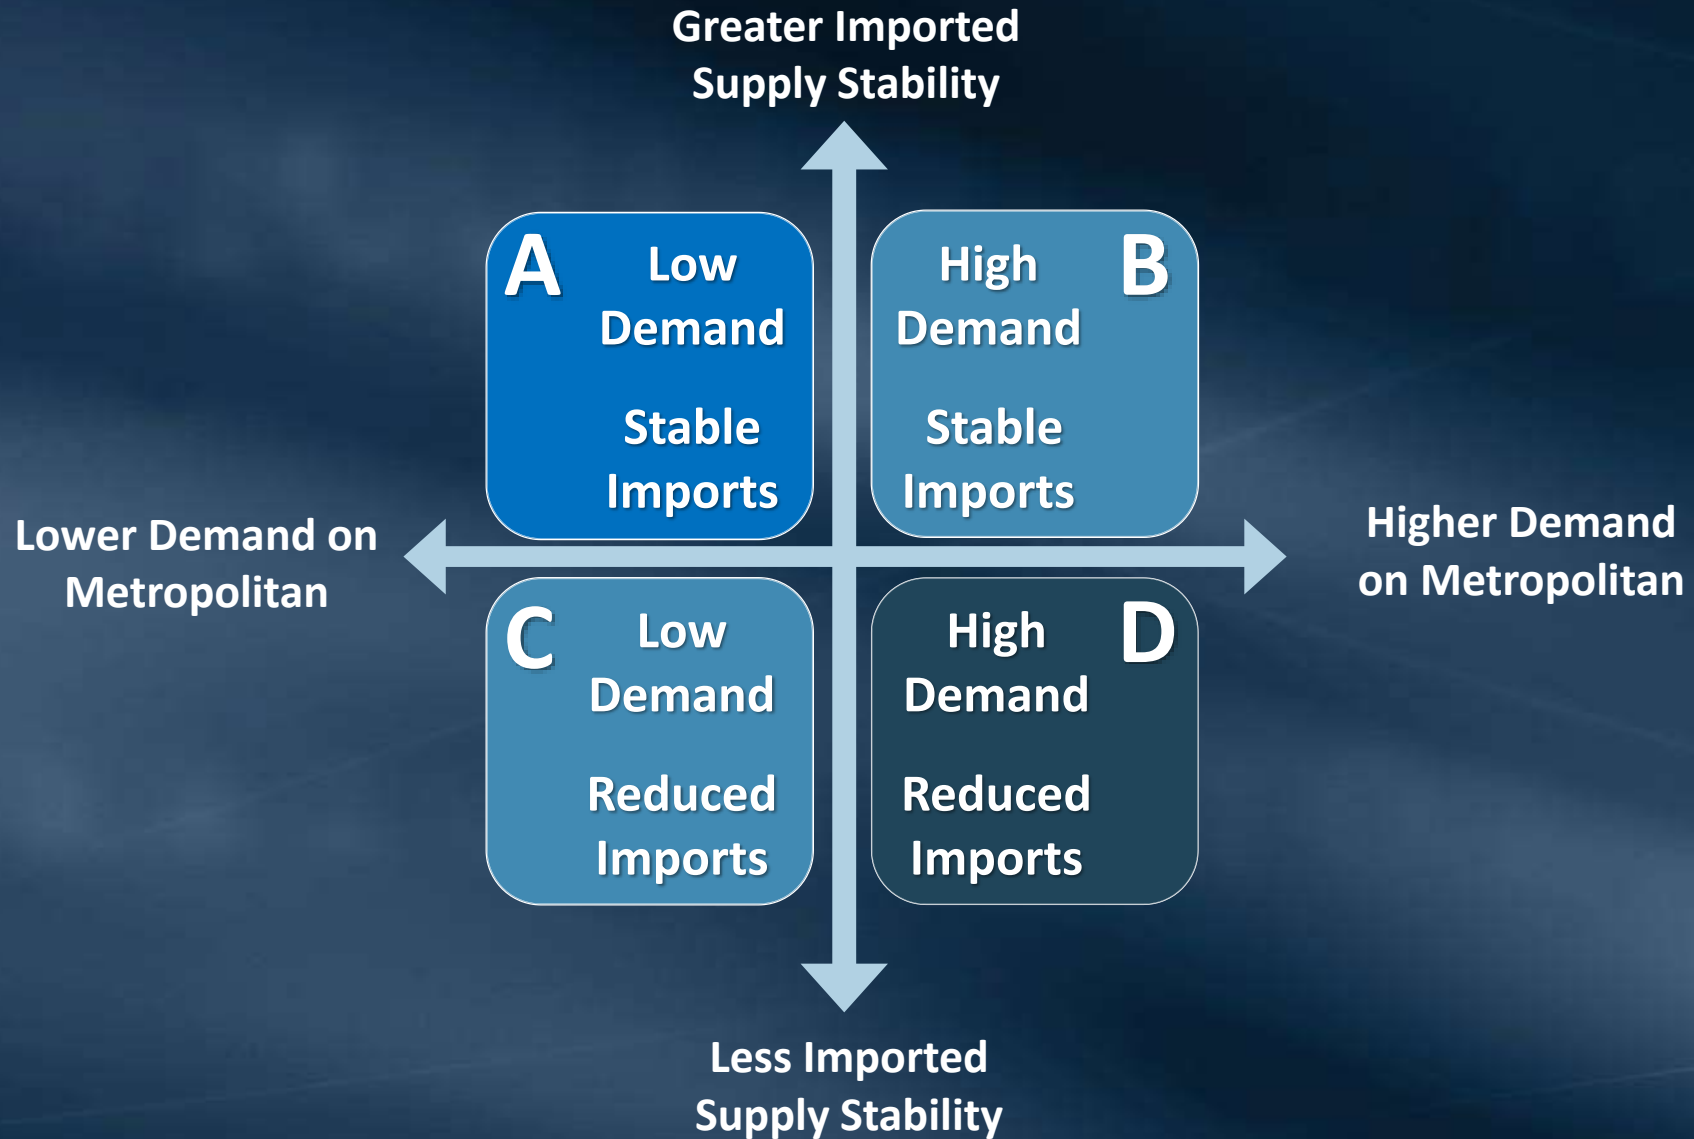 Greater Imported
Supply Stability
A
Low
Demand
Stable
Imports
High
Demand
Stable
Imports
B
Lower Demand on
Metropolitan
Higher Demand
on Metropolitan
C
Low
Demand
Reduced
Imports
High
Demand
Reduced
Imports
D
Less Imported
Supply Stability